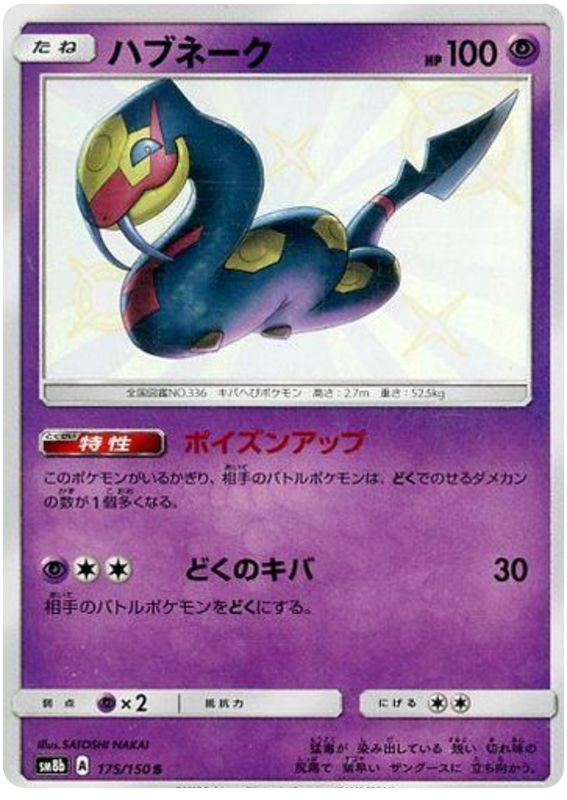 たね ハブネーク HP 100
全国図鑑NO.336 キバへびポケモン 高さ：2.7m 重さ：52.5kg
とくせい
特性 ポイズンアップ
このポケモンがいるかぎり、相手のバトルポケモンは、どくでのせるダメカン
の数が1個多くなる。
どくのキバ 30
相手のバトルポケモンをどくにする。
弱点 ×2 抵抗力 にげる
Illus. SATOSHI NAKAI
猛毒が 染み出している 鋭い 切れ味の
尻尾で 素早い ザングースに 立ち向かう。
SM8b A 175/150 S